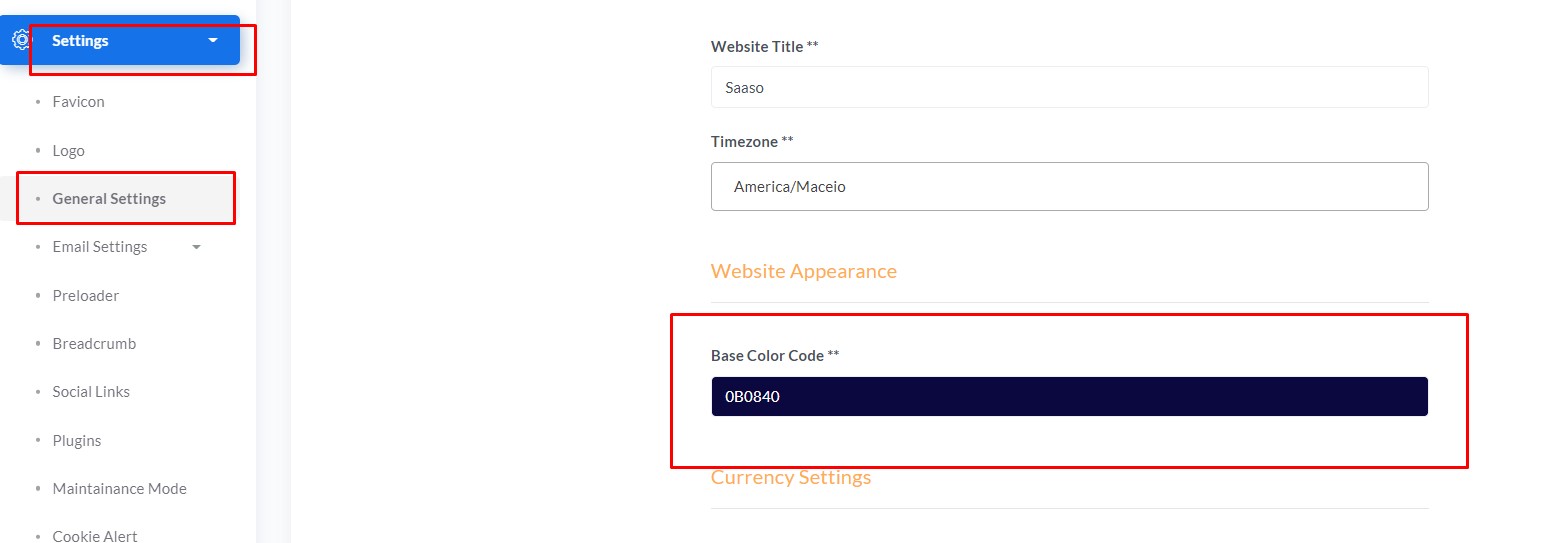 Settings
Favicon
Logo
General Settings
Email Settings
Preloader
Breadcrumb
Social Links
Plugins
Maintainance Mode
Cookie Alert
Website Title **
Saaso
Timezone **
America/Maceio
Website Appearance
Base Color Code **
0B0840
Currency Settings